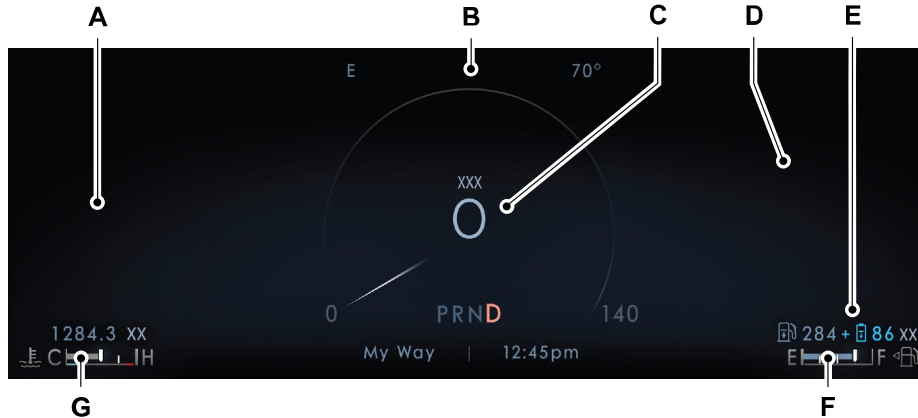 A B C D E
E 70°
XXX
0
0 PRND 140
1284.3 XX 284 + 86 XX
C H My Way | 12:45pm E F
G F